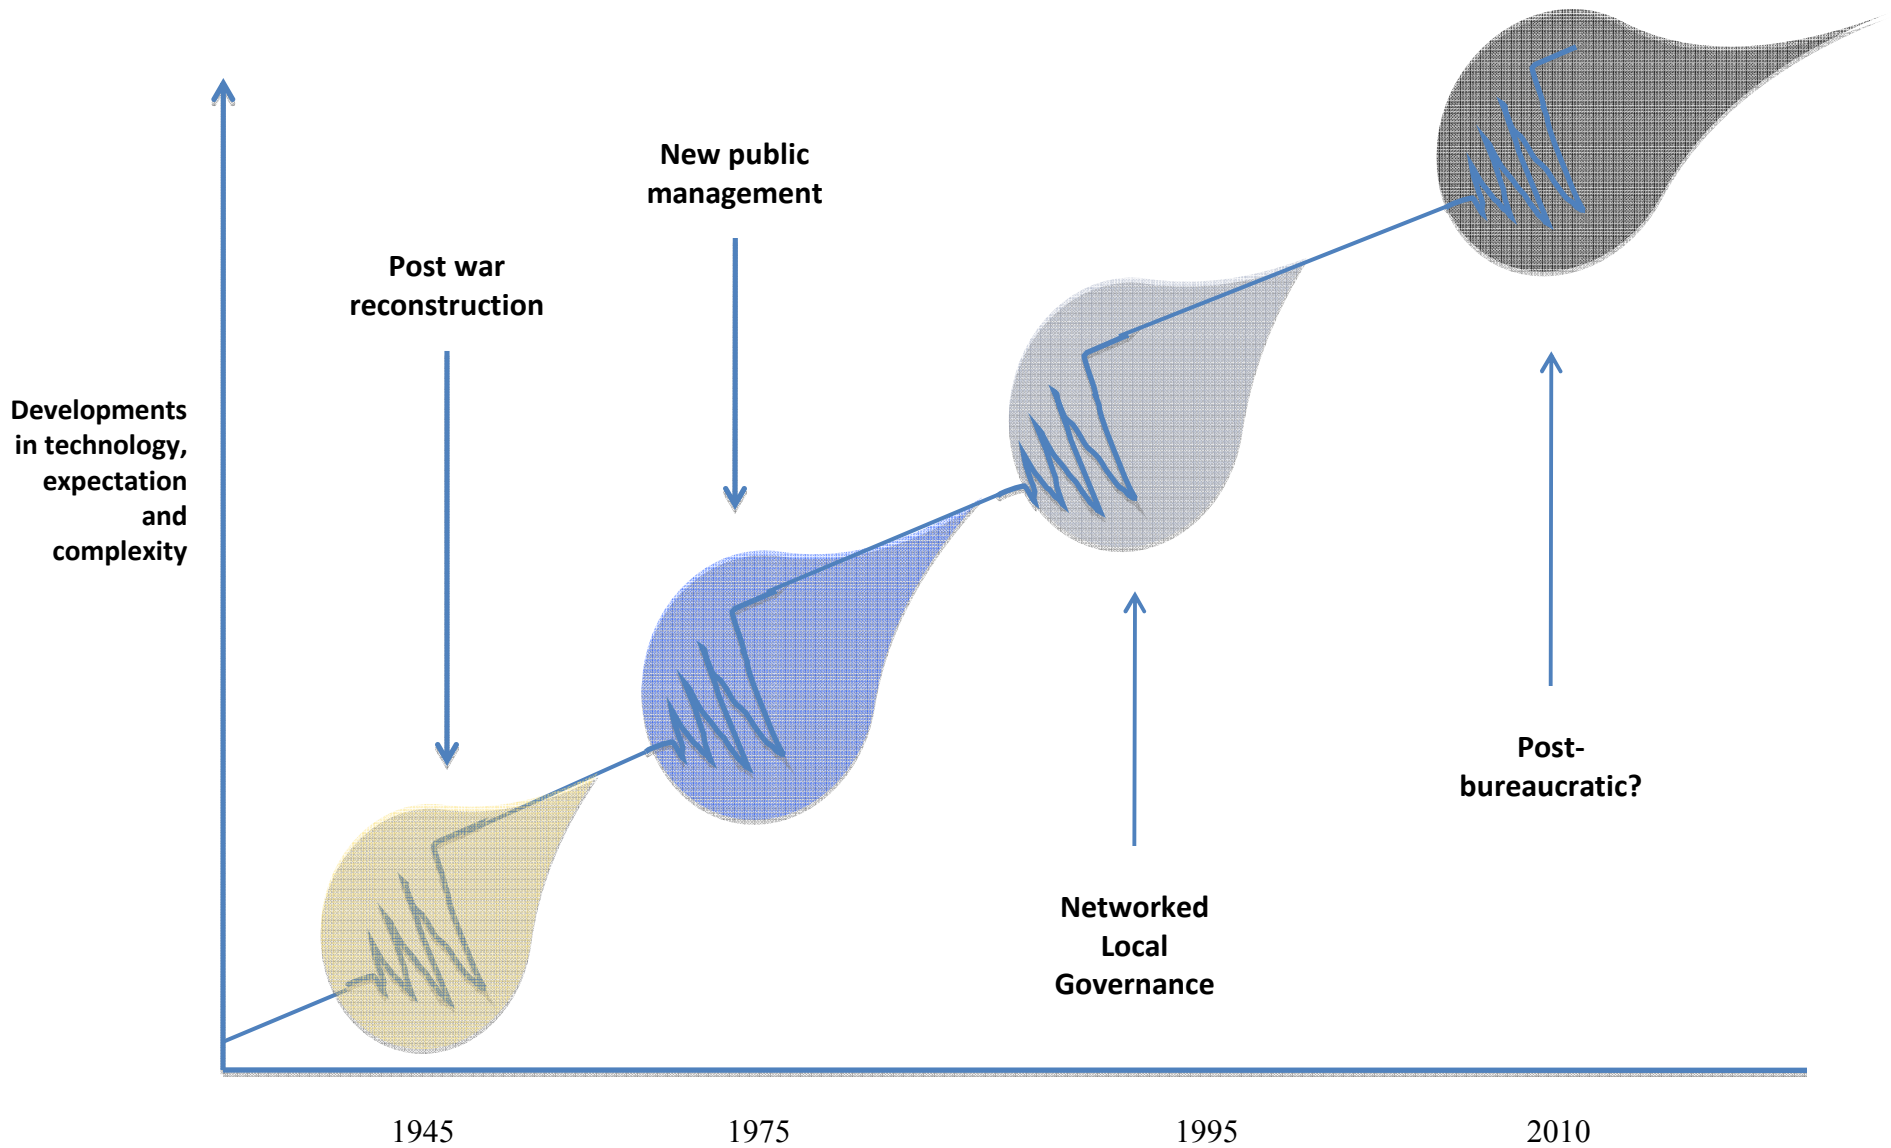 New public
management
Post war
reconstruction
Developments
in technology,
expectation
and
complexity
Post-
bureaucratic?
Networked
Local
Governance
1945
1975
1995
2010